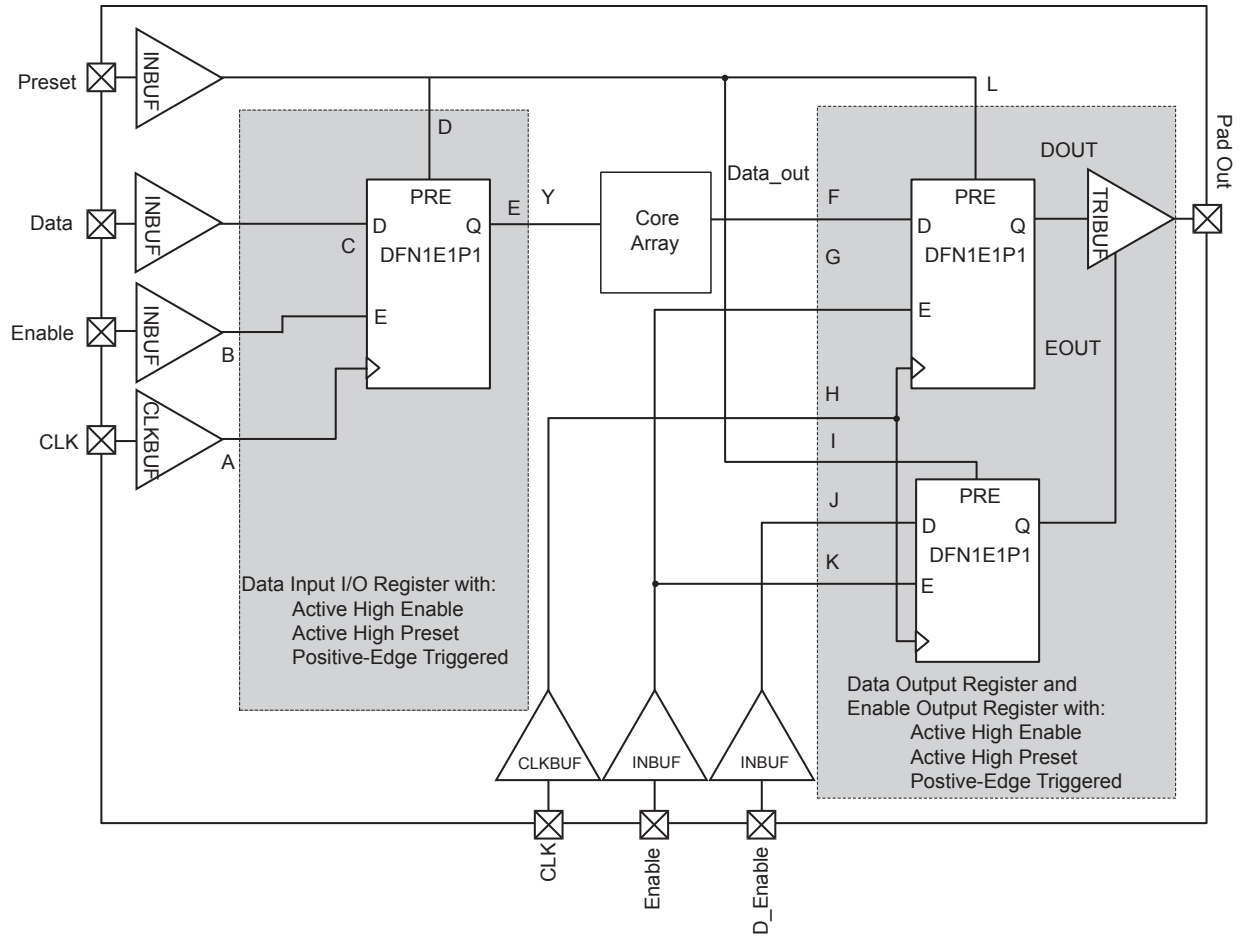 Preset
INBUF
L
D
Pad Out
Data
INBUF
PRE
D
Q
DFN1E1P1
E
C
E
Y
Core
Array
Data_out
F
G
PRE
D
Q
DFN1E1P1
E
DOUT
TRIBUF
EOUT
Enable
INBUF
B
CLK
CLKBUF
A
H
I
J
K
PRE
D
Q
DFN1E1P1
E
Data Input I/O Register with:
Active High Enable
Active High Preset
Positive-Edge Triggered
Data Output Register and
Enable Output Register with:
Active High Enable
Active High Preset
Postive-Edge Triggered
CLKBUF
INBUF
INBUF
CLK
Enable
D_Enable